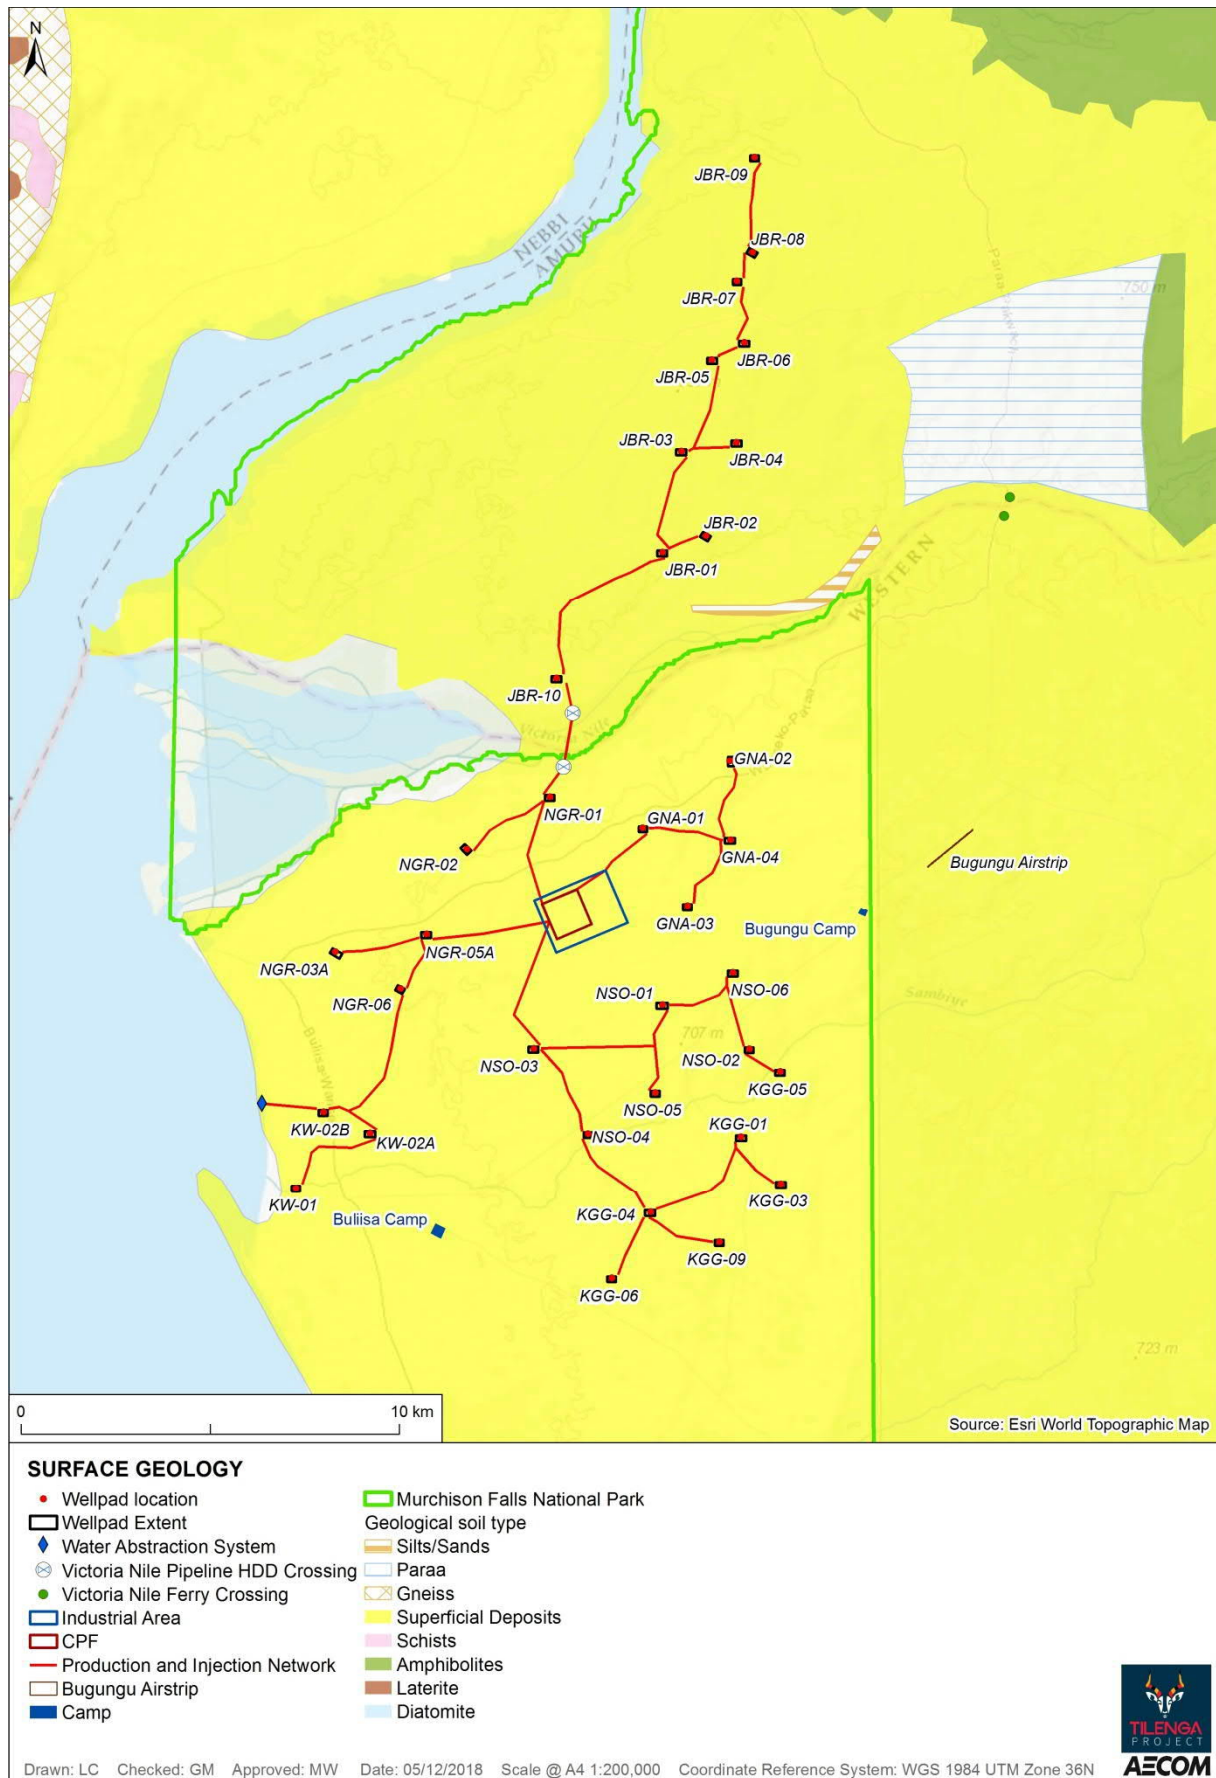 N
NEBBI
AMURU
JBR-09
JBR-08
JBR-07
Paraa-Pakwach
750 m
JBR-06
JBR-05
JBR-03
JBR-04
JBR-02
JBR-01
WESTERN
JBR-10
Victoria Nile
GNA-02
NGR-01
GNA-01
NGR-02
GNA-04
Bugungu Airstrip
GNA-03
Bugungu Camp
NGR-05A
NGR-03A
NGR-06
NSO-01
NSO-06
Sambiye
707 m
NSO-03
NSO-02
KGG-05
NSO-05
KW-02B
KW-02A
NSO-04
KGG-01
KW-01
KGG-03
Buliisa Camp
KGG-04
KGG-09
KGG-06
723 m
0
10 km
Source: Esri World Topographic Map
SURFACE GEOLOGY
Wellpad location
Wellpad Extent
Water Abstraction System
Victoria Nile Pipeline HDD Crossing
Victoria Nile Ferry Crossing
Industrial Area
CPF
Production and Injection Network
Bugungu Airstrip
Camp
Murchison Falls National Park
Geological soil type
Silts/Sands
Paraa
Gneiss
Superficial Deposits
Schists
Amphibolites
Laterite
Diatomite
TILENGA
PROJECT
AECOM
Drawn: LC Checked: GM Approved: MW Date: 05/12/2018 Scale @ A4 1:200,000 Coordinate Reference System: WGS 1984 UTM Zone 36N